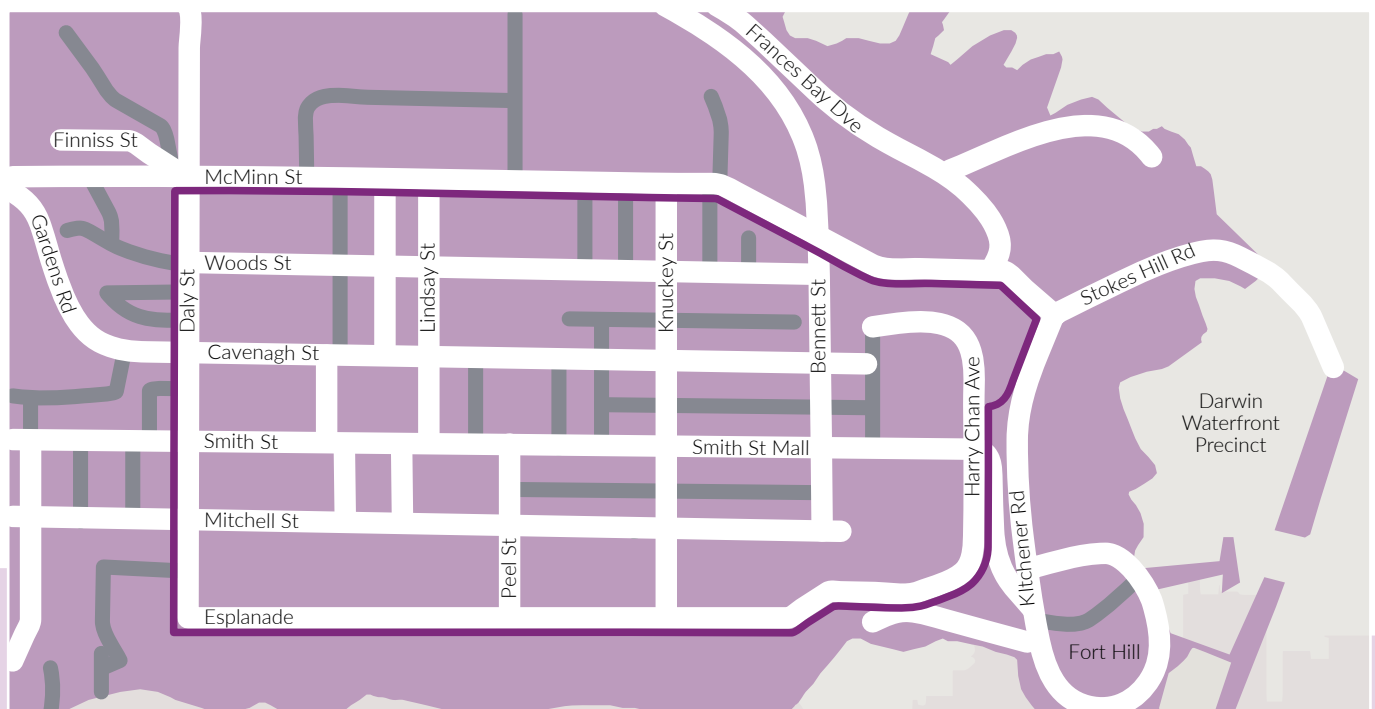 Frances Bay Dve
Finniss St
McMinn St
Gardens Rd
Woods St
Daly St
Lindsay St
Knuckey St
Bennett St
Stokes Hill Rd
Cavenagh St
Harry Chan Ave
Darwin
Waterfront
Precinct
Smith St
Smith St Mall
Mitchell St
Peel St
KItchener Rd
Esplanade
Fort Hill